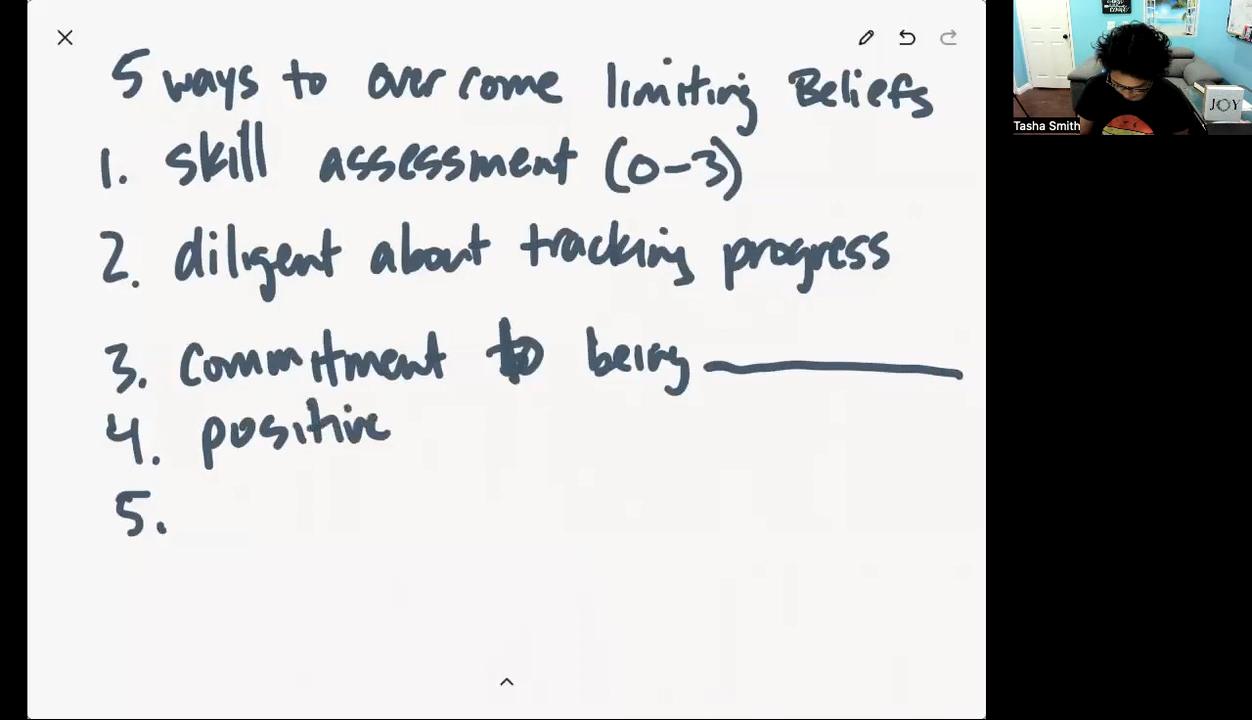 5 ways to overcome limiting Beliefs
1. skill assessment (0-3)
2. diligent about tracking progress
3. commitment to being
4. positive
5.
Tasha Smith
JOY